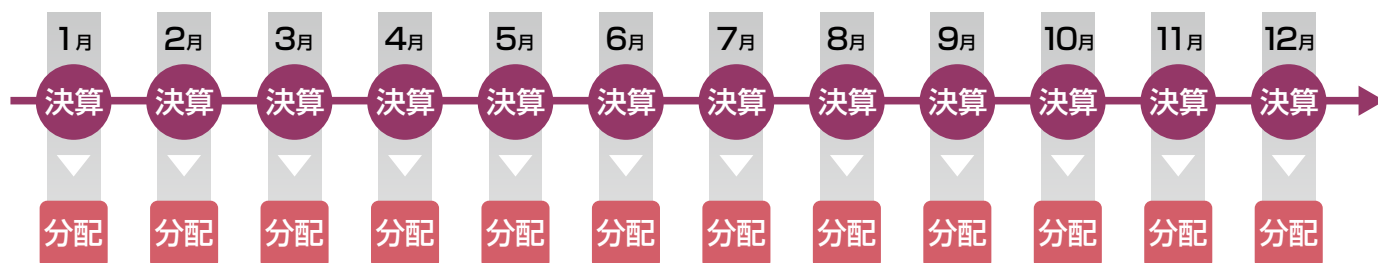 1月 2月 3月 4月 5月 6月 7月 8月 9月 10月 11月 12月
決算 決算 決算 決算 決算 決算 決算 決算 決算 決算 決算 決算
分配 分配 分配 分配 分配 分配 分配 分配 分配 分配 分配 分配